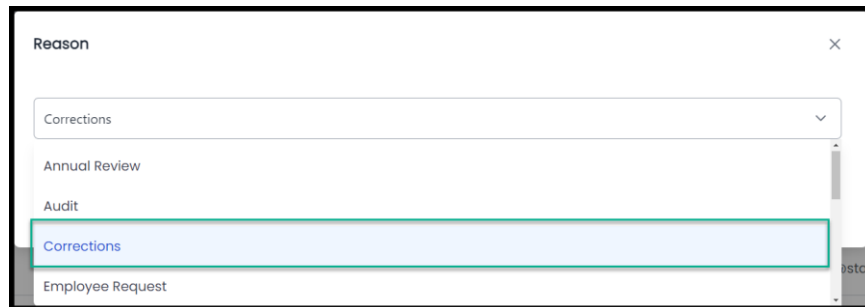 Reason
Corrections
Annual Review
Audit
Corrections
Employee Request